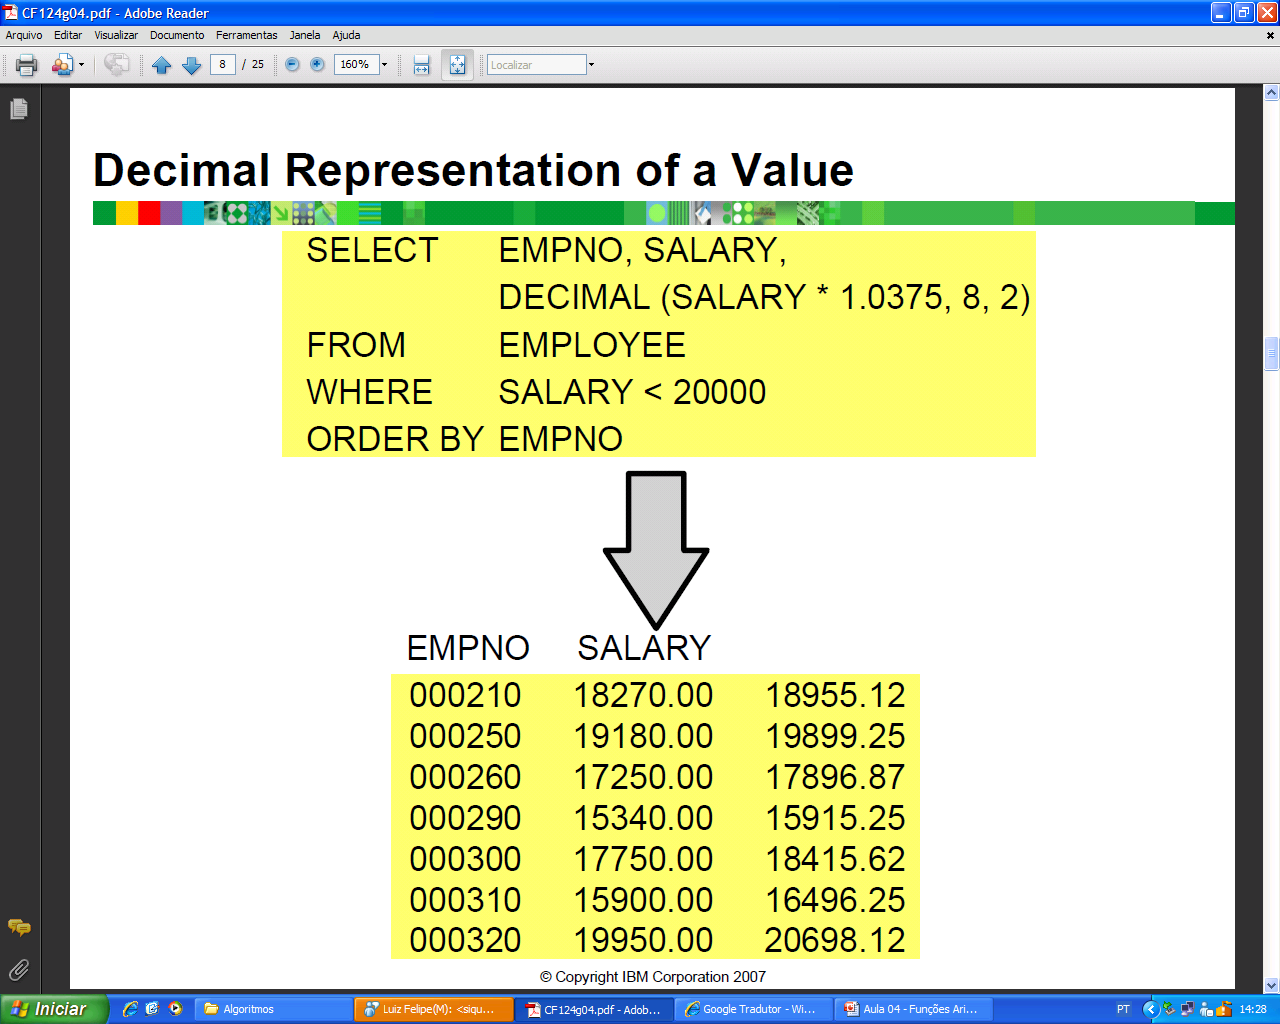 CF124g04.pdf - Adobe Reader
Arquivo Editar Visualizar Documento Ferramentas Janela Ajuda
8 / 25 160% Localizar
Decimal Representation of a Value
SELECT EMPNO, SALARY,
DECIMAL (SALARY * 1.0375, 8, 2)
FROM EMPLOYEE
WHERE SALARY < 20000
ORDER BY EMPNO
EMPNO SALARY
000210 18270.00 18955.12
000250 19180.00 19899.25
000260 17250.00 17896.87
000290 15340.00 15915.25
000300 17750.00 18415.62
000310 15900.00 16496.25
000320 19950.00 20698.12
© Copyright IBM Corporation 2007
Iniciar Algoritmos Luiz Felipe(M): <siqu... CF124g04.pdf - Adob... Google Tradutor - Wi... Aula 04 - Funções Ari... PT 14:28